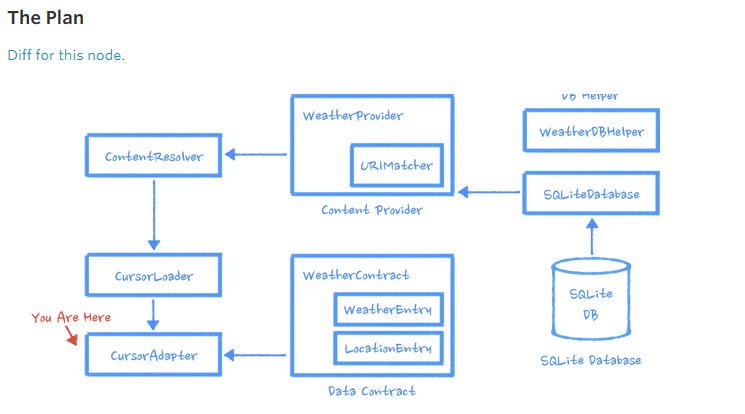 The Plan
Diff for this node.
DB Helper
WeatherProvider
WeatherDBHelper
ContentResolver
URIMatcher
SQLiteDatabase
Content Provider
CursorLoader
WeatherContract
SQLite
DB
WeatherEntry
You Are Here
LocationEntry
CursorAdapter
SQLite Database
Data Contract